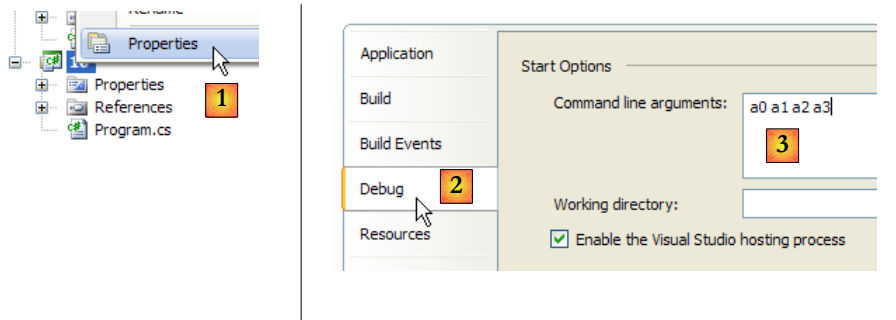 Rename
Properties
Properties
References
Program.cs
1
Application
Build
Build Events
Debug
Resources
2
Start Options
Command line arguments:
a0 a1 a2 a3
3
Working directory:
Enable the Visual Studio hosting process